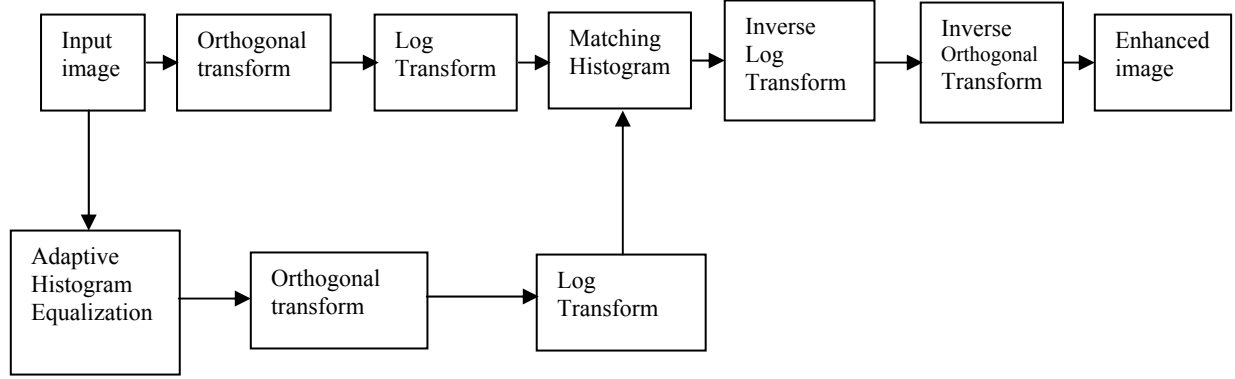 Input
image
Orthogonal
transform
Log
Transform
Matching
Histogram
Inverse
Log
Transform
Inverse
Orthogonal
Transform
Enhanced
image
Adaptive
Histogram
Equalization
Orthogonal
transform
Log
Transform